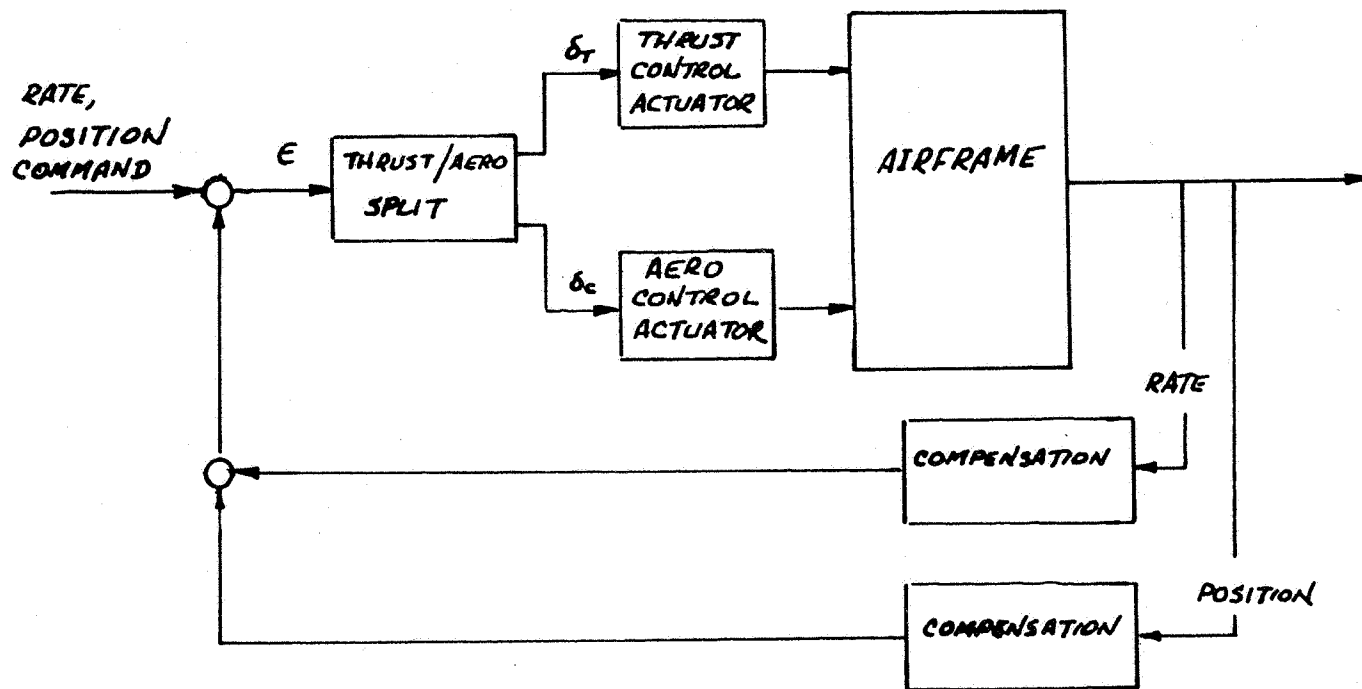 RATE,
POSITION
COMMAND
ϵ
THRUST/AERO
SPLIT
δT
THRUST
CONTROL
ACTUATOR
δc
AERO
CONTROL
ACTUATOR
AIRFRAME
RATE
COMPENSATION
POSITION
COMPENSATION